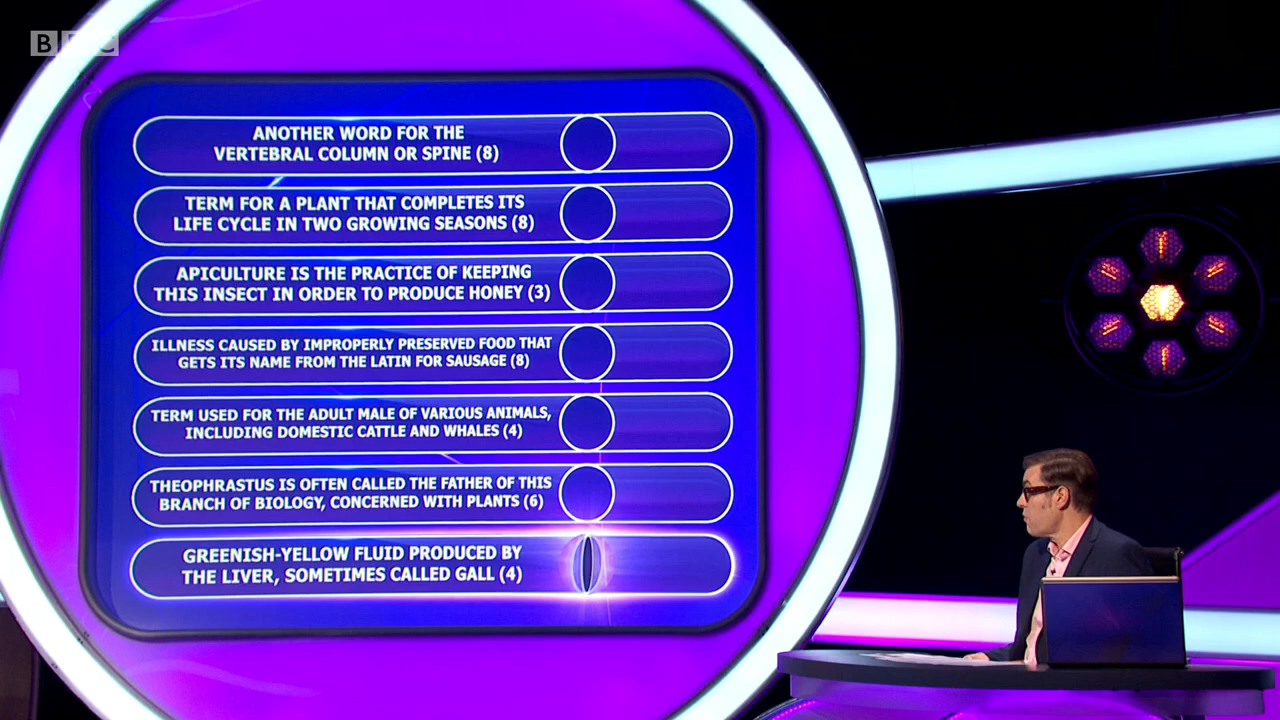 BBC
ANOTHER WORD FOR THE
VERTEBRAL COLUMN OR SPINE (8)
TERM FOR A PLANT THAT COMPLETES ITS
LIFE CYCLE IN TWO GROWING SEASONS (8)
APICULTURE IS THE PRACTICE OF KEEPING
THIS INSECT IN ORDER TO PRODUCE HONEY (3)
ILLNESS CAUSED BY IMPROPERLY PRESERVED FOOD THAT
GETS ITS NAME FROM THE LATIN FOR SAUSAGE (8)
TERM USED FOR THE ADULT MALE OF VARIOUS ANIMALS,
INCLUDING DOMESTIC CATTLE AND WHALES (4)
THEOPHRASTUS IS OFTEN CALLED THE FATHER OF THIS
BRANCH OF BIOLOGY, CONCERNED WITH PLANTS (6)
GREENISH-YELLOW FLUID PRODUCED BY
THE LIVER, SOMETIMES CALLED GALL (4)